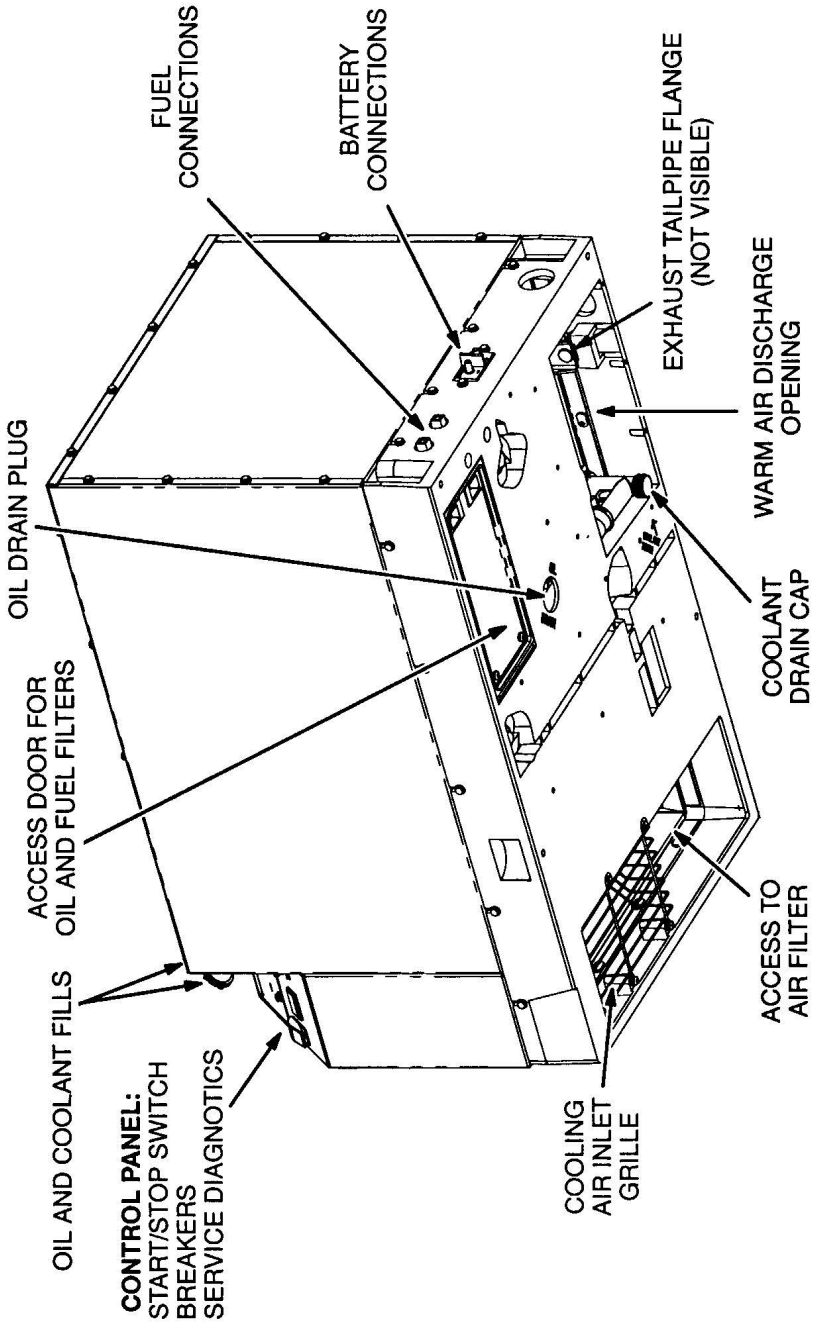 OIL AND COOLANT FILLS
CONTROL PANEL:
START/STOP SWITCH
BREAKERS
SERVICE DIAGNOTICS
ACCESS DOOR FOR
OIL AND FUEL FILTERS
OIL DRAIN PLUG
FUEL
CONNECTIONS
BATTERY
CONNECTIONS
COOLING
AIR INLET
GRILLE
ACCESS TO
AIR FILTER
COOLANT
DRAIN CAP
WARM AIR DISCHARGE
OPENING
EXHAUST TAILPIPE FLANGE
(NOT VISIBLE)